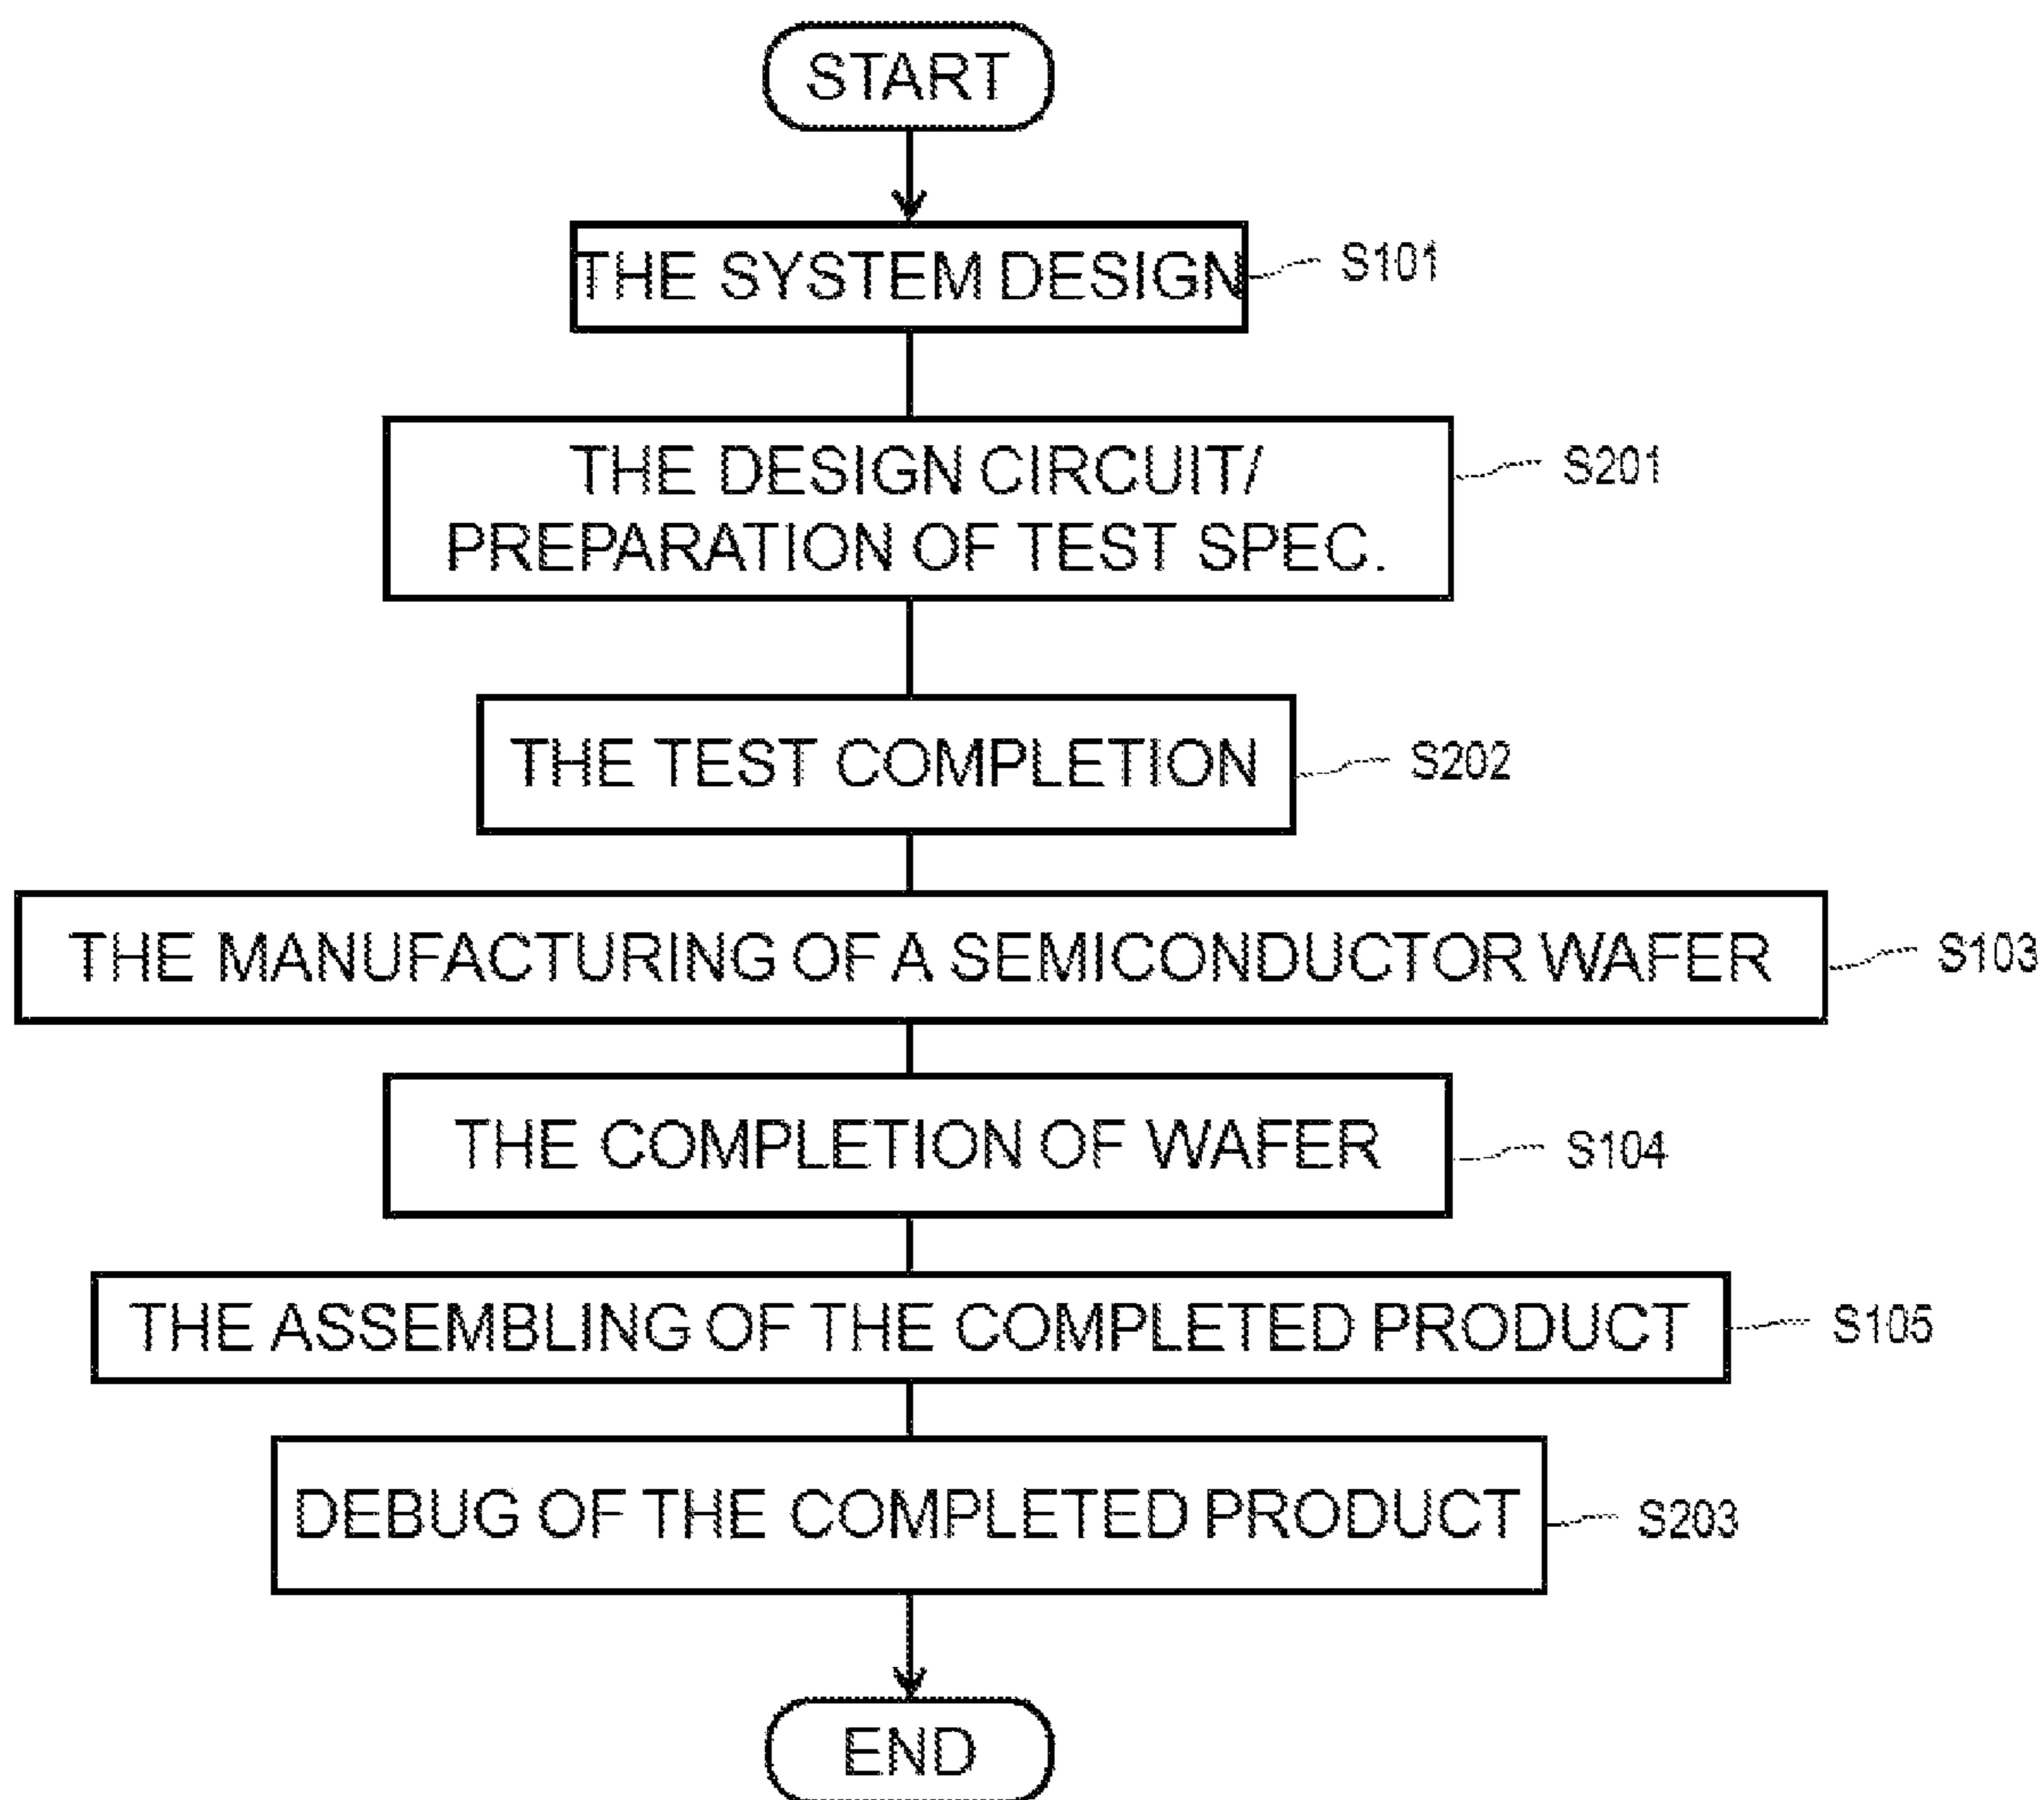 START
THE SYSTEM DESIGN
S101
THE DESIGN CIRCUIT/
PREPARATION OF TEST SPEC.
S201
THE TEST COMPLETION
S202
THE MANUFACTURING OF A SEMICONDUCTOR WAFER
S103
THE COMPLETION OF WAFER
S104
THE ASSEMBLING OF THE COMPLETED PRODUCT
S105
DEBUG OF THE COMPLETED PRODUCT
S203
END